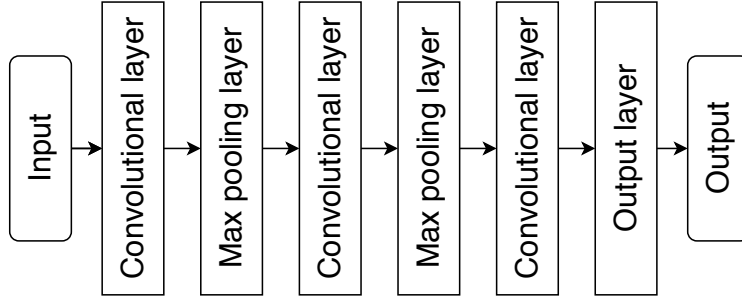 Input
Convolutional layer
Max pooling layer
Convolutional layer
Max pooling layer
Convolutional layer
Output layer
Output